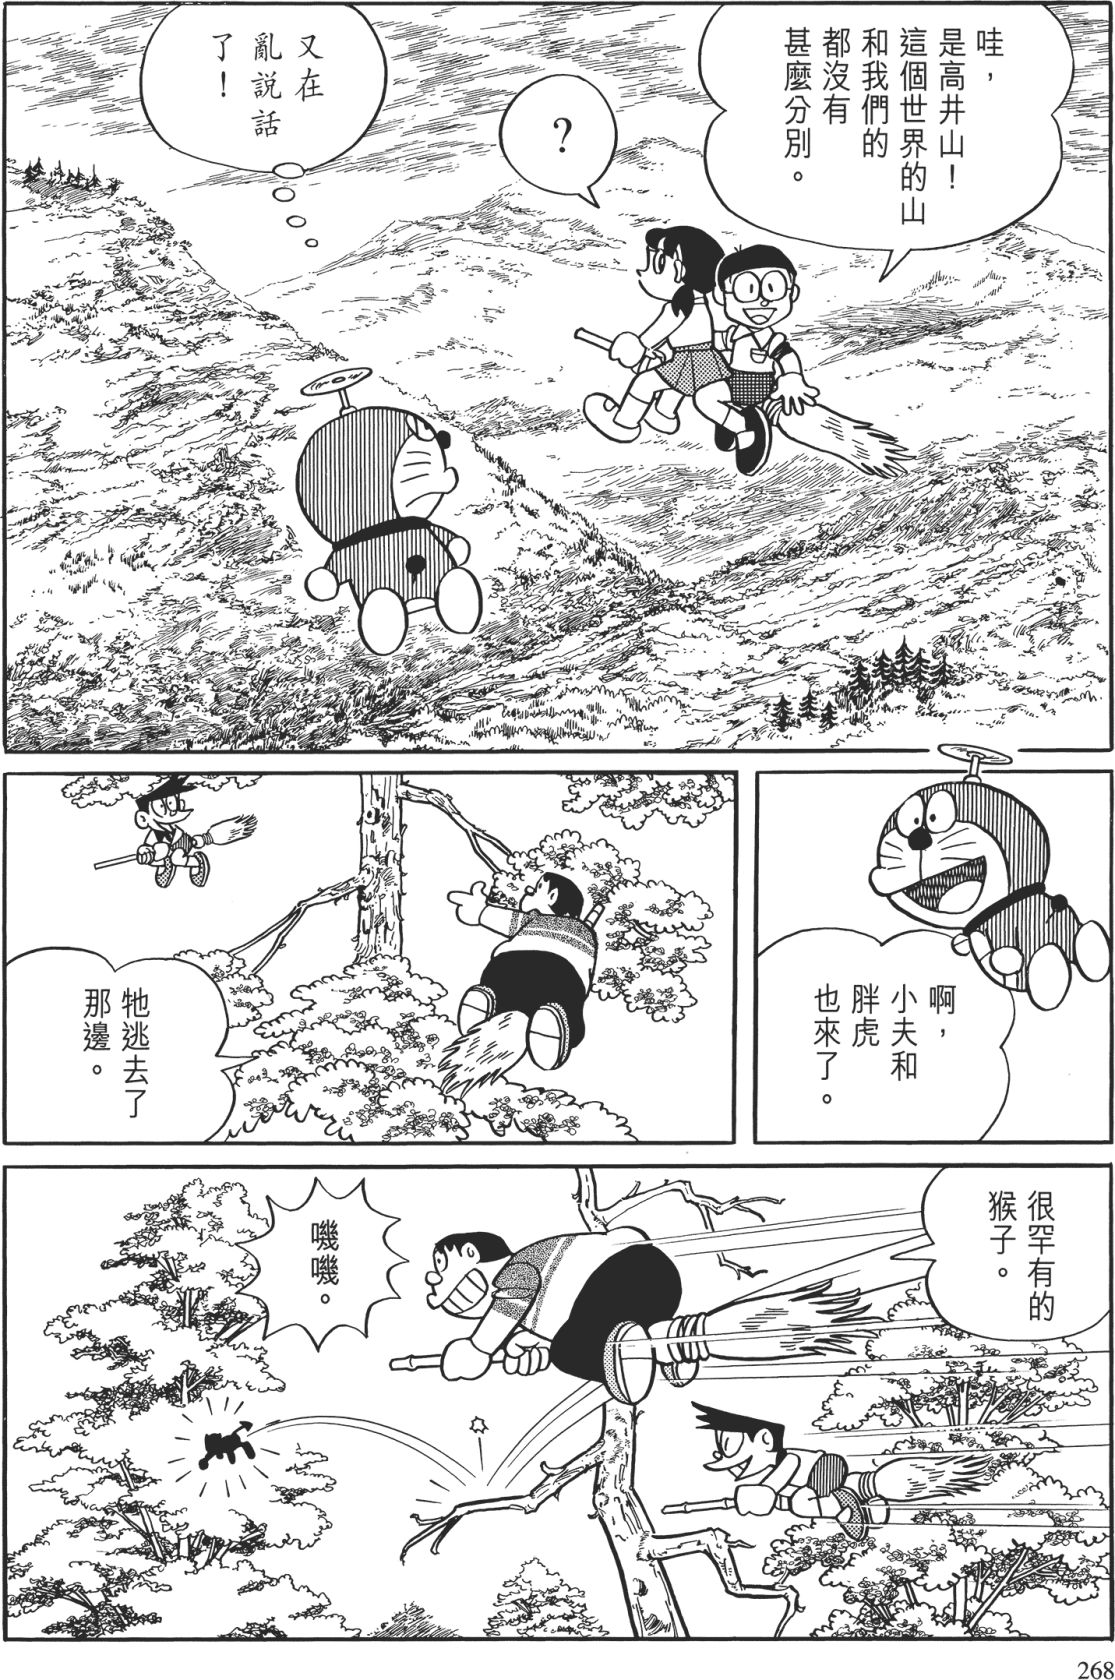 哇，
是高井山！
這個世界的山
和我們的
都沒有
甚麼分別。
？
又在
亂說話
了！
啊，
小夫和
胖虎
也來了。
牠逃去了
那邊。
很罕有的
猴子。
嘰嘰。
268